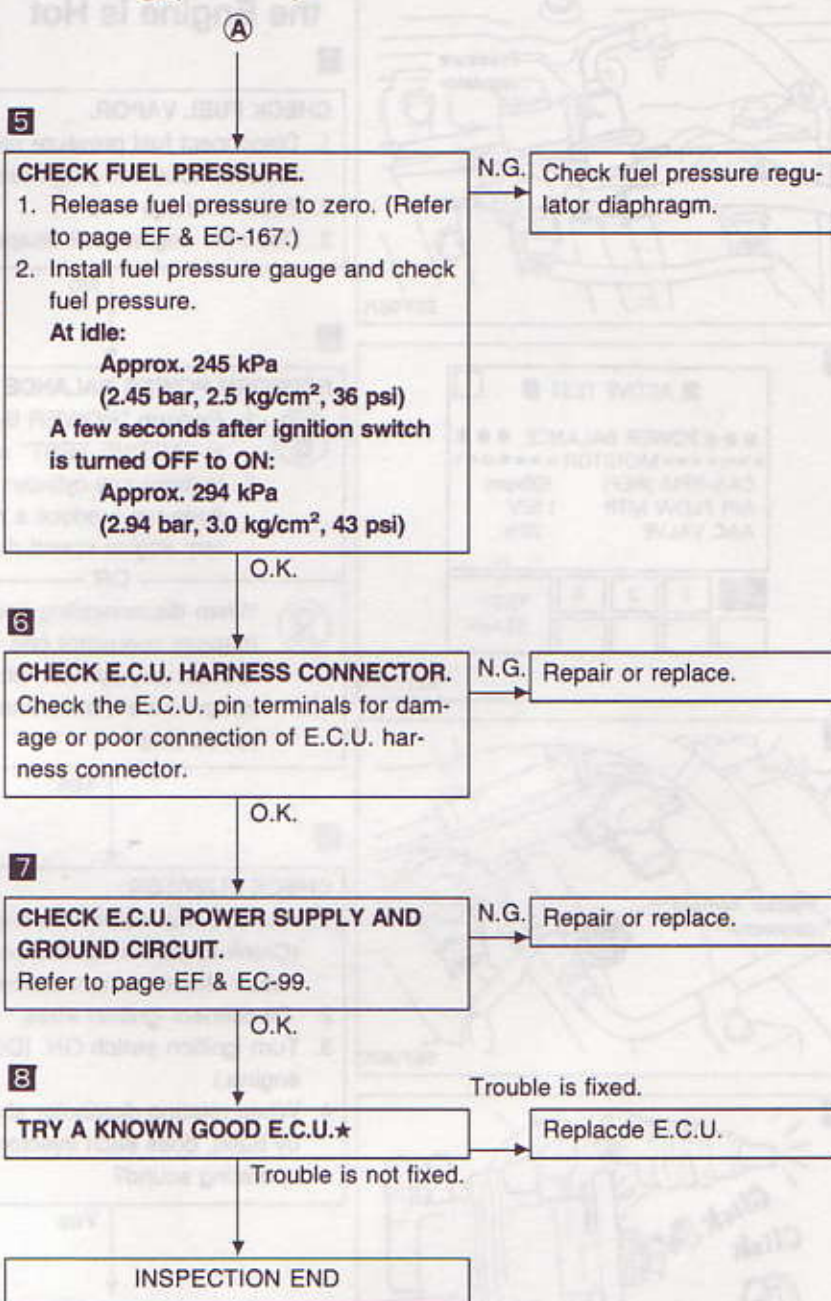 A
5
CHECK FUEL PRESSURE.
1. Release fuel pressure to zero. (Refer
to page EF & EC-167.)
2. Install fuel pressure gauge and check
fuel pressure.
At idle:
Approx. 245 kPa
(2.45 bar, 2.5 kg/cm², 36 psi)
A few seconds after ignition switch
is turned OFF to ON:
Approx. 294 kPa
(2.94 bar, 3.0 kg/cm², 43 psi)
N.G.
Check fuel pressure regu-
lator diaphragm.
O.K.
6
CHECK E.C.U. HARNESS CONNECTOR.
Check the E.C.U. pin terminals for dam-
age or poor connection of E.C.U. har-
ness connector.
N.G.
Repair or replace.
O.K.
7
CHECK E.C.U. POWER SUPPLY AND
GROUND CIRCUIT.
Refer to page EF & EC-99.
N.G.
Repair or replace.
O.K.
8
TRY A KNOWN GOOD E.C.U.★
Trouble is fixed.
Replacde E.C.U.
Trouble is not fixed.
INSPECTION END